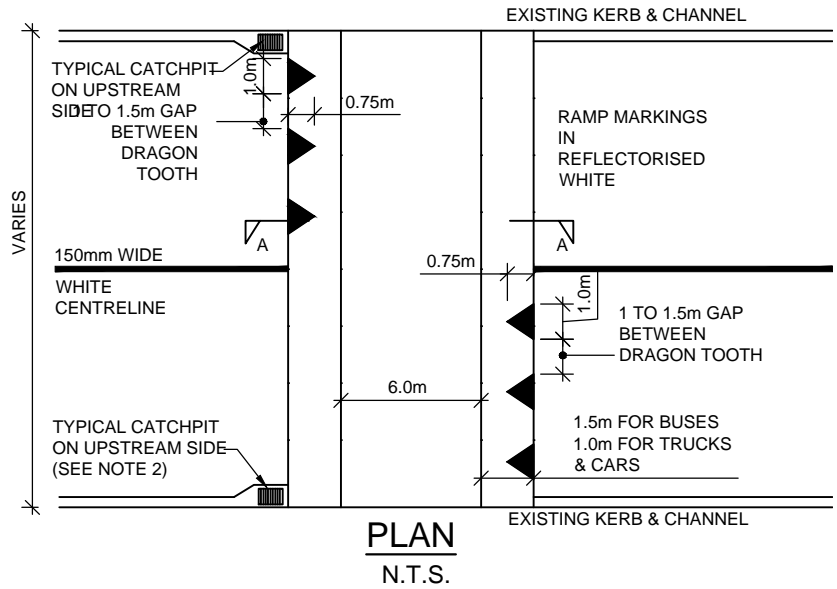 EXISTING KERB & CHANNEL
TYPICAL CATCHPIT
ON UPSTREAM
SIDE
1 TO 1.5m GAP
BETWEEN
DRAGON
TOOTH
1.0m
0.75m
RAMP MARKINGS
IN
REFLECTORISED
WHITE
VARIES
A
A
150mm WIDE
WHITE
CENTRELINE
0.75m
1.0m
1 TO 1.5m GAP
BETWEEN
DRAGON TOOTH
6.0m
TYPICAL CATCHPIT
ON UPSTREAM SIDE
(SEE NOTE 2)
1.5m FOR BUSES
1.0m FOR TRUCKS
& CARS
EXISTING KERB & CHANNEL
PLAN
N.T.S.